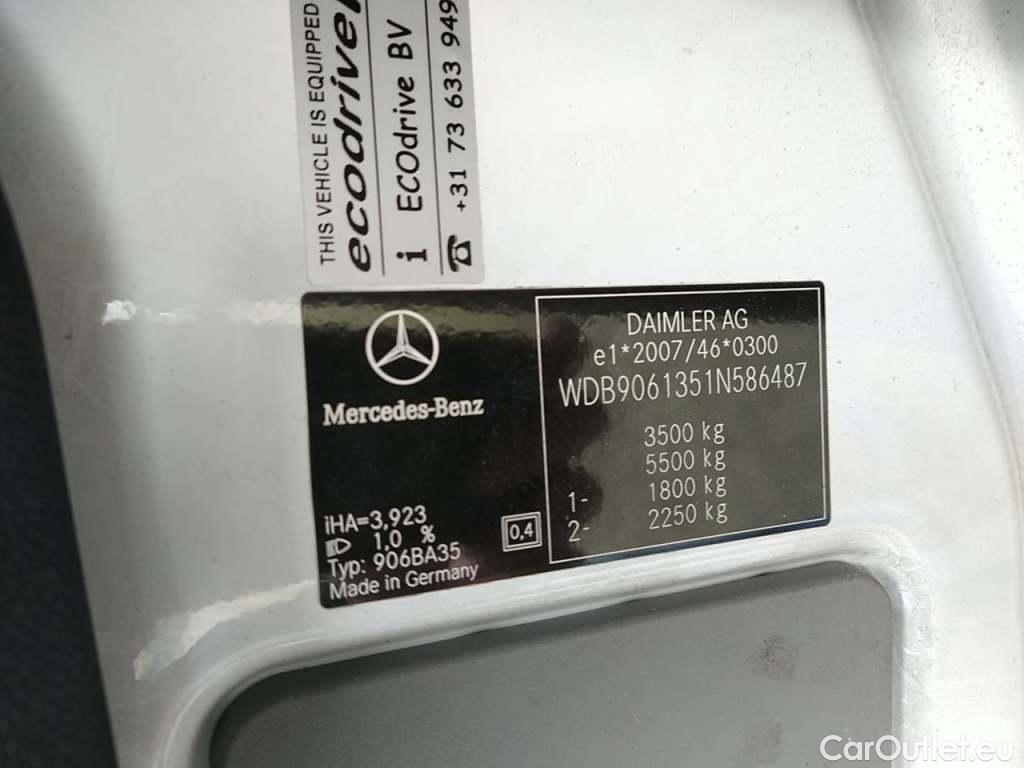 THIS VEHICLE IS EQUIPPED
ecodrive
i ECOdrive BV
+31 73 633 949
Mercedes-Benz
iHA=3,923
1,0 %
Typ: 906BA35
Made in Germany
0,4
DAIMLER AG
e1*2007/46*0300
WDB9061351N586487
3500 kg
5500 kg
1- 1800 kg
2- 2250 kg
CarOutlet.eu